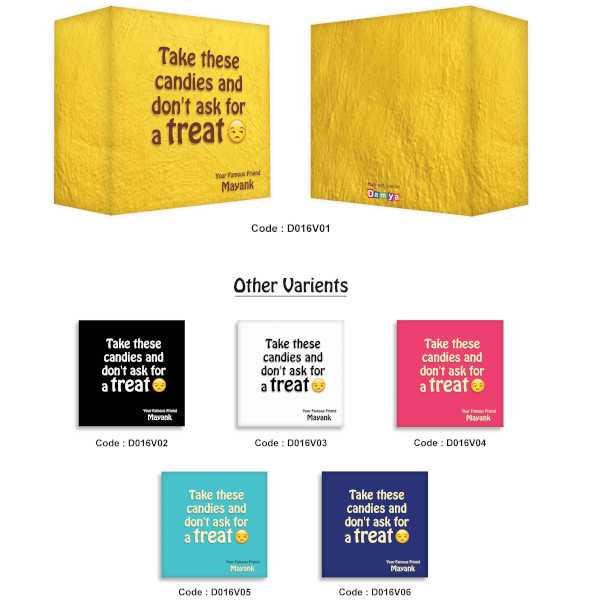 Take these
candies and
don't ask for
a treat
Your Famous Friend
Mayank
Damya
Code : D016V01
Other Varients
Take these
candies and
don't ask for
a treat
Your Famous Friend
Mayank
Code : D016V02
Take these
candies and
don't ask for
a treat
Your Famous Friend
Mayank
Code : D016V03
Take these
candies and
don't ask for
a treat
Your Famous Friend
Mayank
Code : D016V04
Take these
candies and
don't ask for
a treat
Your Famous Friend
Mayank
Code : D016V05
Take these
candies and
don't ask for
a treat
Your Famous Friend
Mayank
Code : D016V06